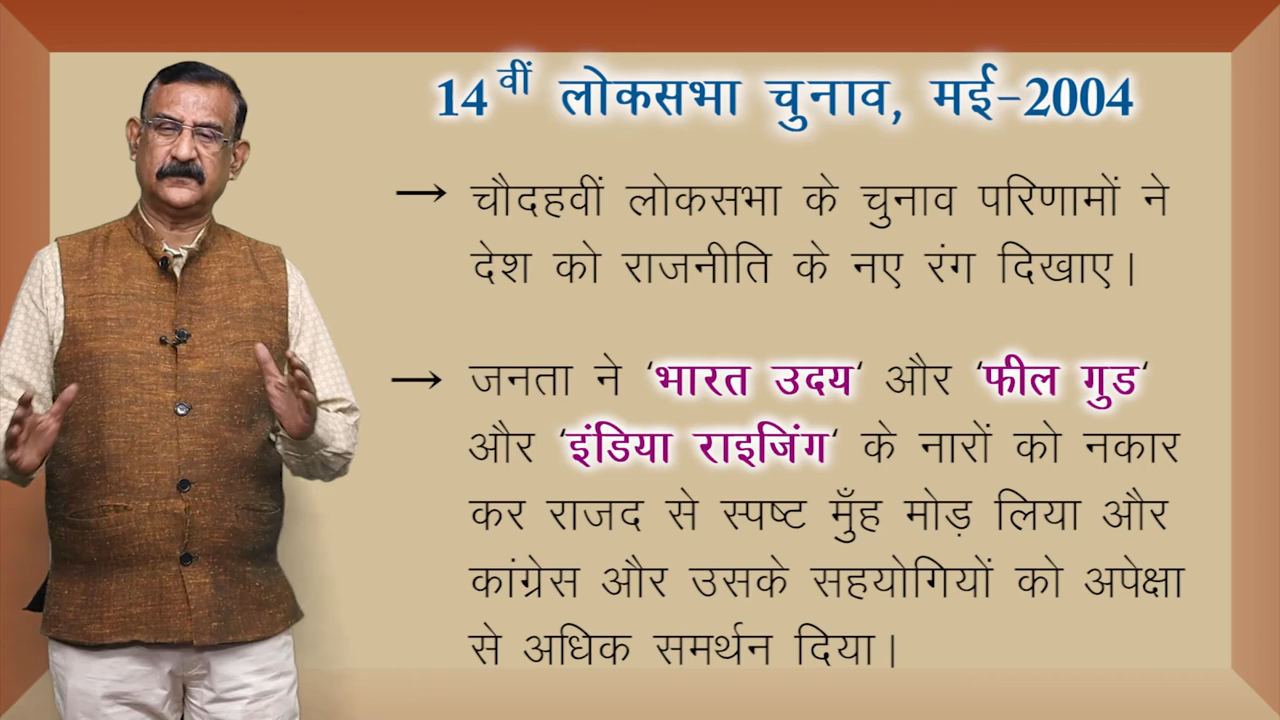 14वीं लोकसभा चुनाव, मई-2004
→ चौदहवीं लोकसभा के चुनाव परिणामों ने
देश को राजनीति के नए रंग दिखाए।
→ जनता ने ‘भारत उदय‘ और ‘फील गुड‘
और ‘इंडिया राइजिंग‘ के नारों को नकार
कर राजद से स्पष्ट मुँह मोड़ लिया और
कांग्रेस और उसके सहयोगियों को अपेक्षा
से अधिक समर्थन दिया।